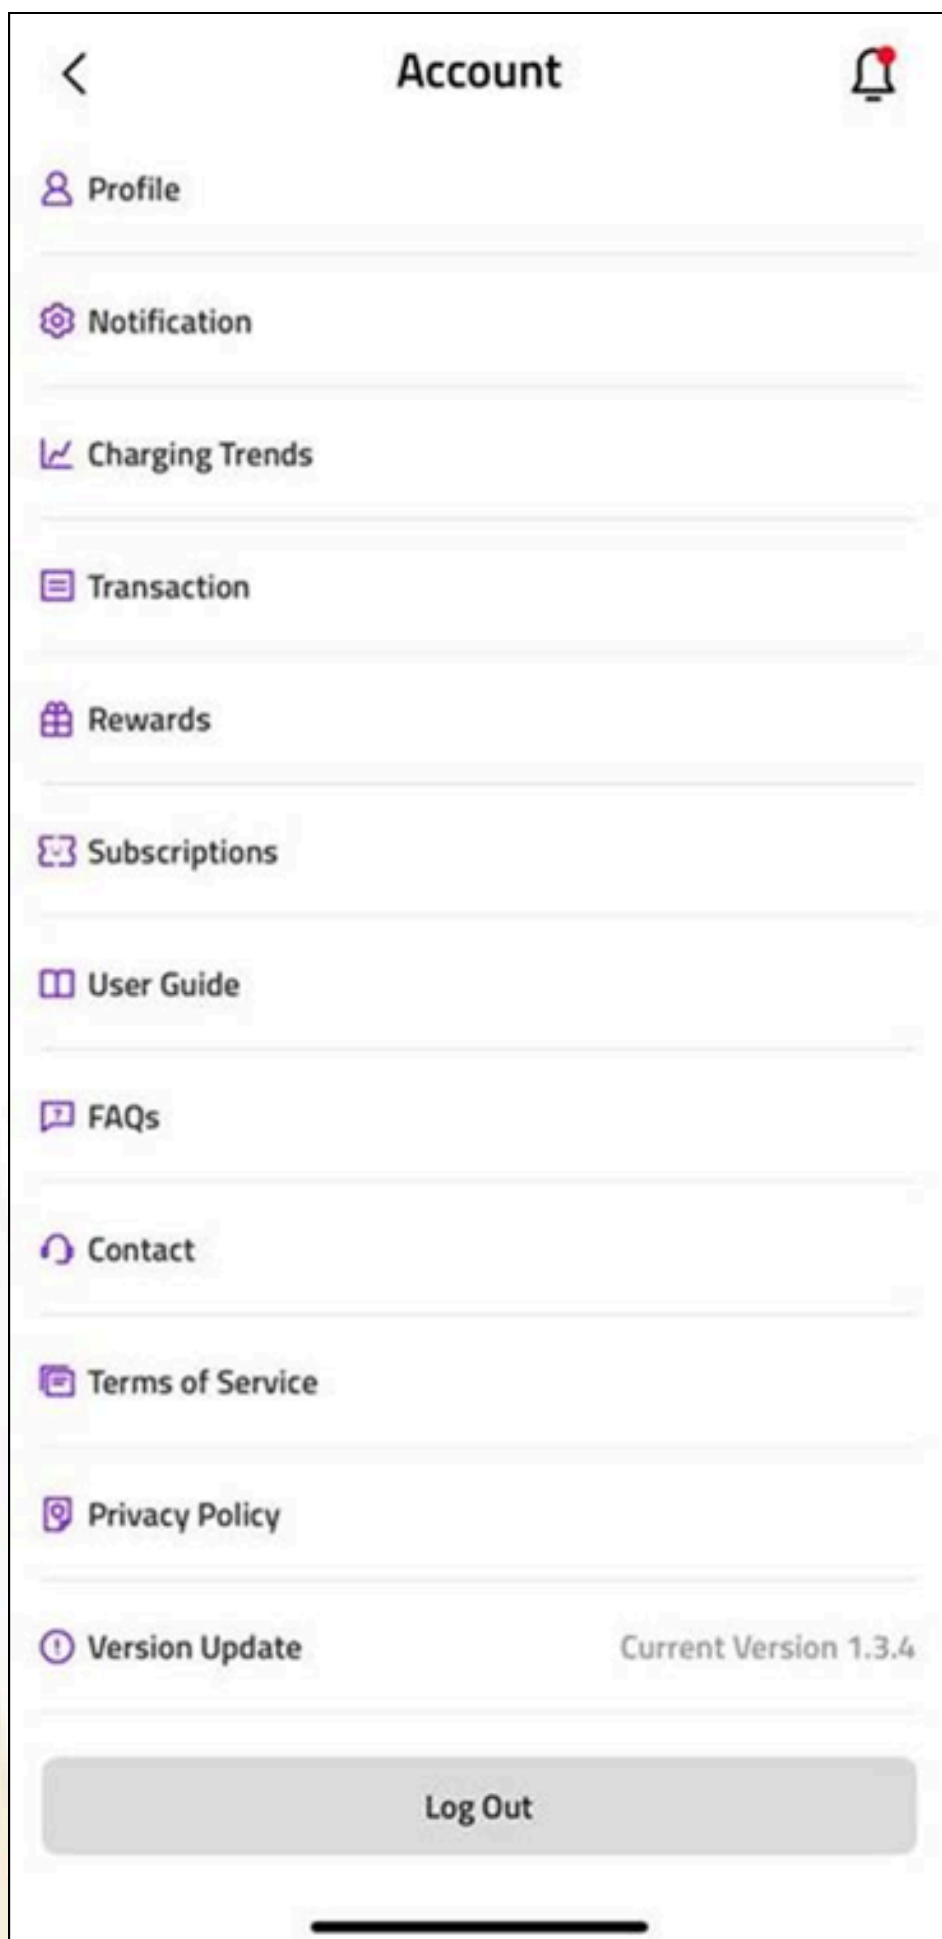 Account
Profile
Notification
Charging Trends
Transaction
Rewards
Subscriptions
User Guide
FAQs
Contact
Terms of Service
Privacy Policy
Version Update Current Version 1.3.4
Log Out